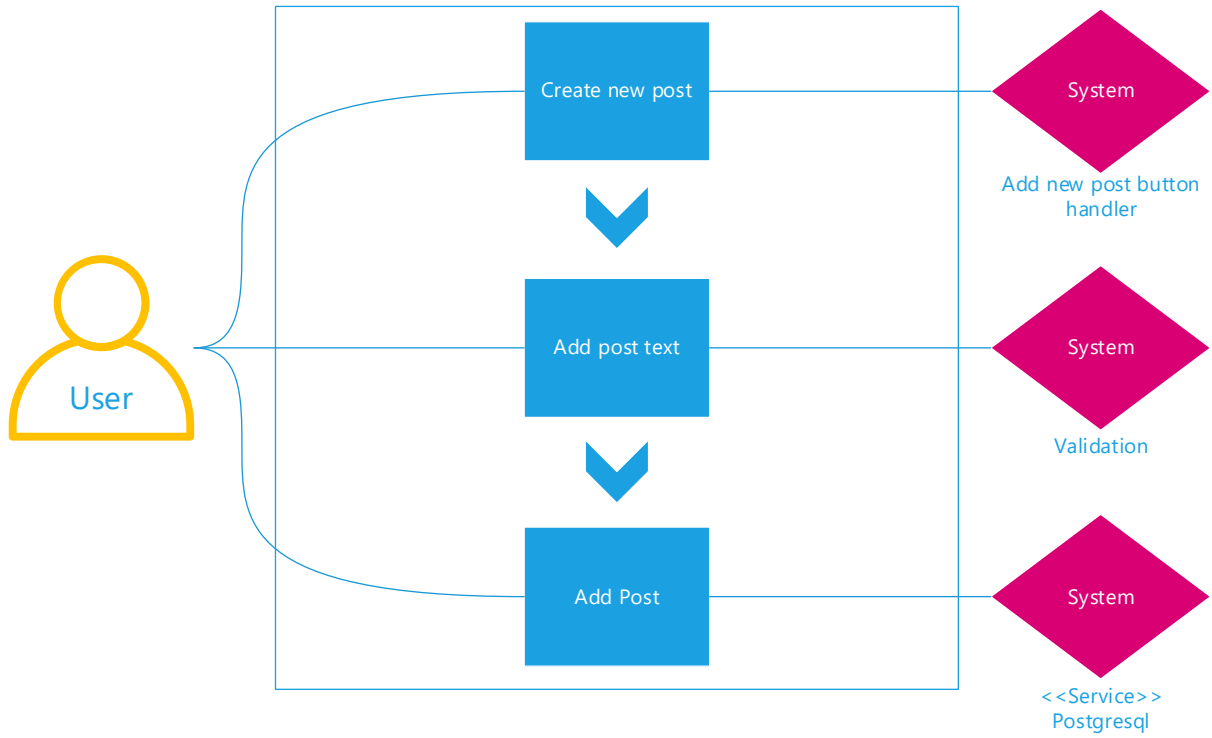 Create new post
System
Add new post button
handler
User
Add post text
System
Validation
Add Post
System
<<Service>>
Postgresql